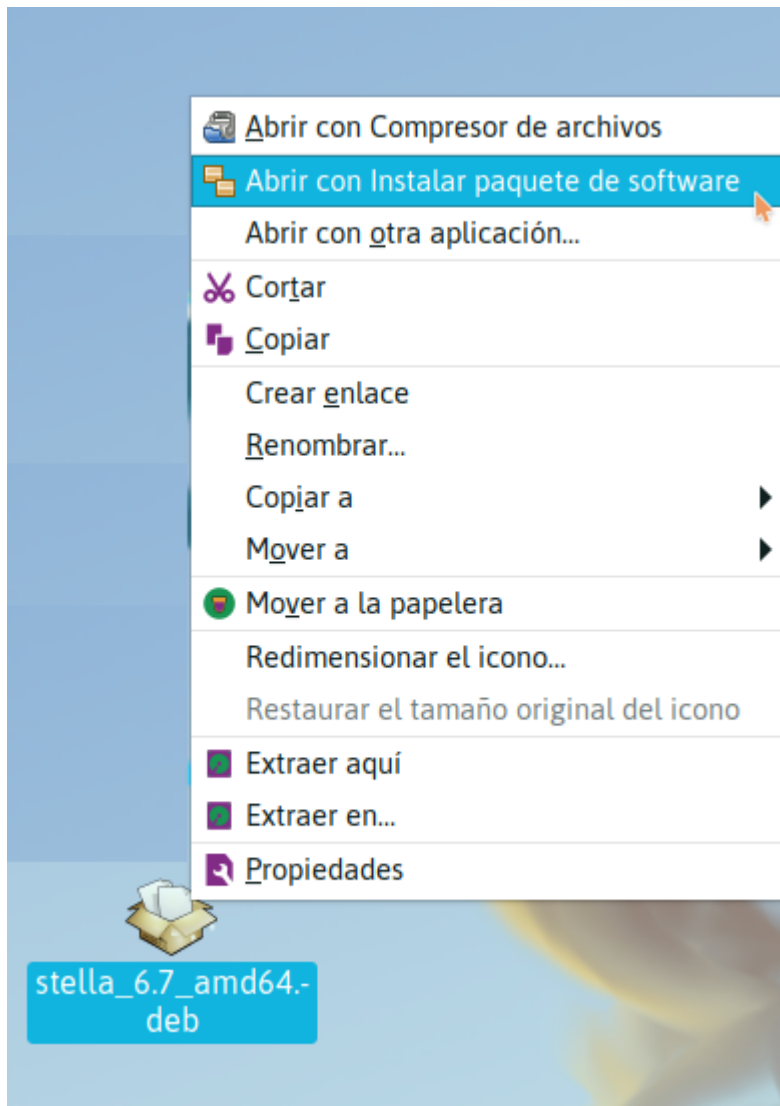 Abrir con Compresor de archivos
Abrir con Instalar paquete de software
Abrir con otra aplicación...
Cortar
Copiar
Crear enlace
Renombrar...
Copiar a
Mover a
Mover a la papelera
Redimensionar el icono...
Restaurar el tamaño original del icono
Extraer aquí
Extraer en...
Propiedades
stella_6.7_amd64.-
deb